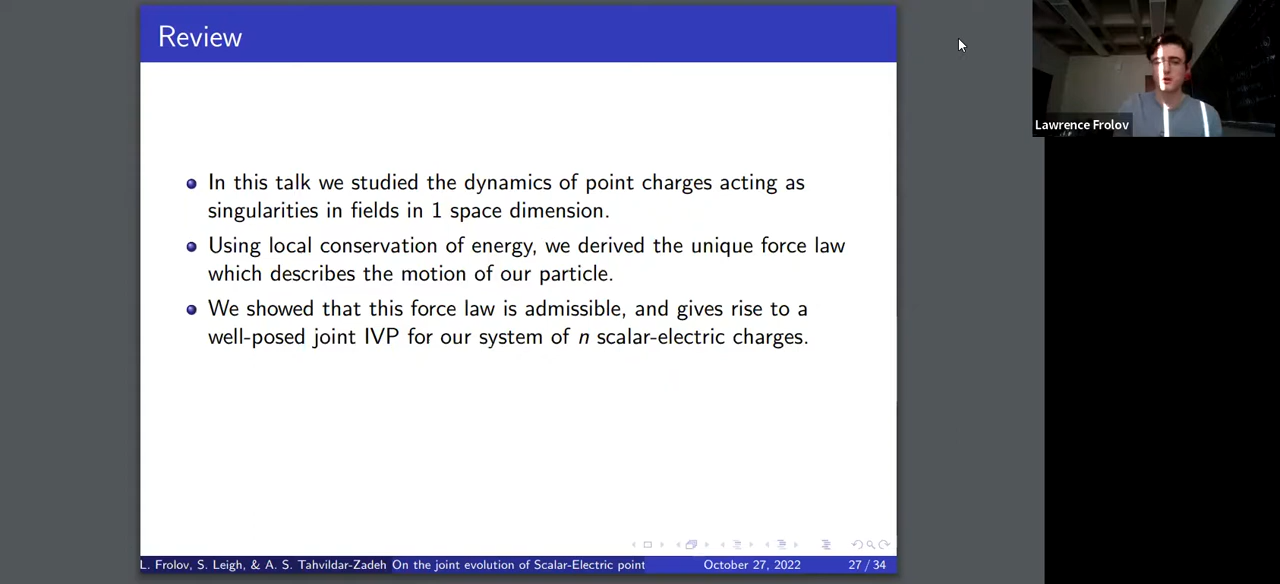 Review
Lawrence Frolov
In this talk we studied the dynamics of point charges acting as
singularities in fields in 1 space dimension.
Using local conservation of energy, we derived the unique force law
which describes the motion of our particle.
We showed that this force law is admissible, and gives rise to a
well-posed joint IVP for our system of n scalar-electric charges.
L. Frolov, S. Leigh, & A. S. Tahvildar-Zadeh On the joint evolution of Scalar-Electric point October 27, 2022 27 / 34